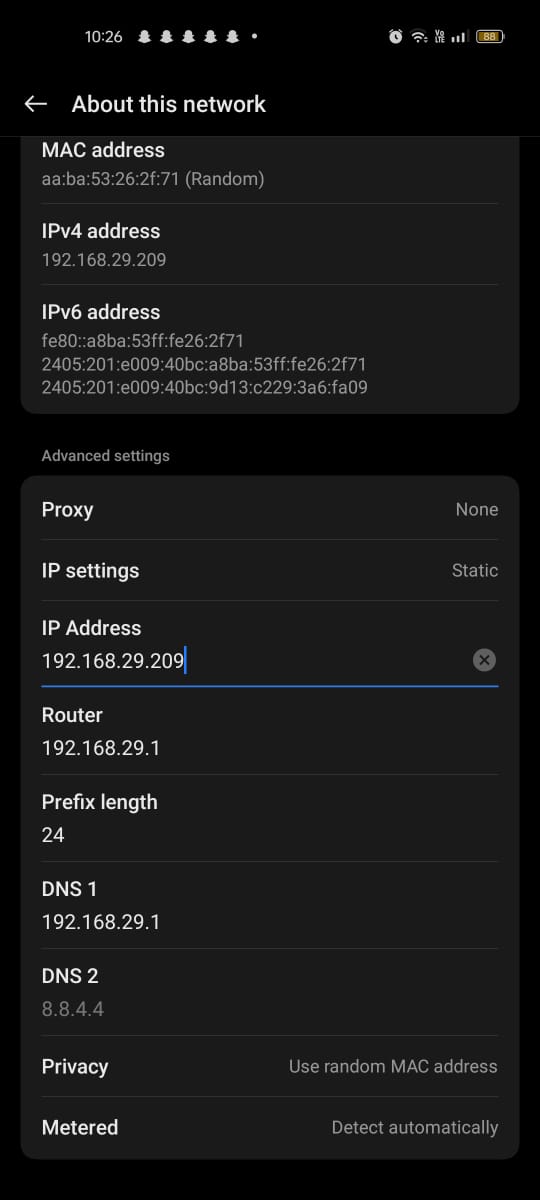 10:26
Vo
LTE
88
About this network
MAC address
aa:ba:53:26:2f:71 (Random)
IPv4 address
192.168.29.209
IPv6 address
fe80::a8ba:53ff:fe26:2f71
2405:201:e009:40bc:a8ba:53ff:fe26:2f71
2405:201:e009:40bc:9d13:c229:3a6:fa09
Advanced settings
Proxy None
IP settings Static
IP Address
192.168.29.209
Router
192.168.29.1
Prefix length
24
DNS 1
192.168.29.1
DNS 2
8.8.4.4
Privacy Use random MAC address
Metered Detect automatically